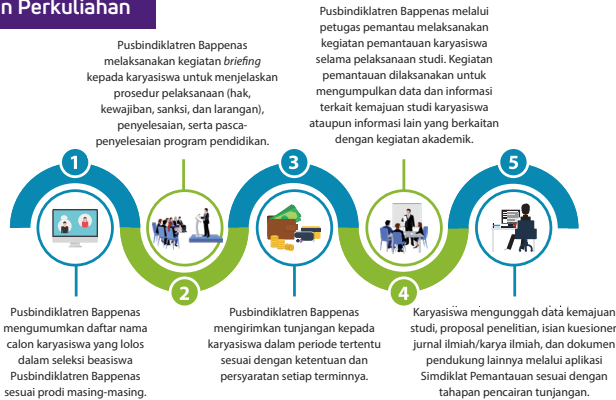 n Perkuliahan
Pusbindiklatren Bappenas
melaksanakan kegiatan briefing
kepada karyasiswa untuk menjelaskan
prosedur pelaksanaan (hak,
kewajiban, sanksi, dan larangan),
penyelesaian, serta pasca-
penyelesaian program pendidikan.
Pusbindiklatren Bappenas melalui
petugas pemantau melaksanakan
kegiatan pemantauan karyasiswa
selama pelaksanaan studi. Kegiatan
pemantauan dilaksanakan untuk
mengumpulkan data dan informasi
terkait kemajuan studi karyasiswa
ataupun informasi lain yang berkaitan
dengan kegiatan akademik.
1
3
5
2
4
Pusbindiklatren Bappenas
mengumumkan daftar nama
calon karyasiswa yang lolos
dalam seleksi beasiswa
Pusbindiklatren Bappenas
sesuai prodi masing-masing.
Pusbindiklatren Bappenas
mengirimkan tunjangan kepada
karyasiswa dalam periode tertentu
sesuai dengan ketentuan dan
persyaratan setiap terminnya.
Karyasiswa mengunggah data kemajuan
studi, proposal penelitian, isian kuesioner
jurnal ilmiah/karya ilmiah, dan dokumen
pendukung lainnya melalui aplikasi
Simdiklat Pemantauan sesuai dengan
tahapan pencairan tunjangan.